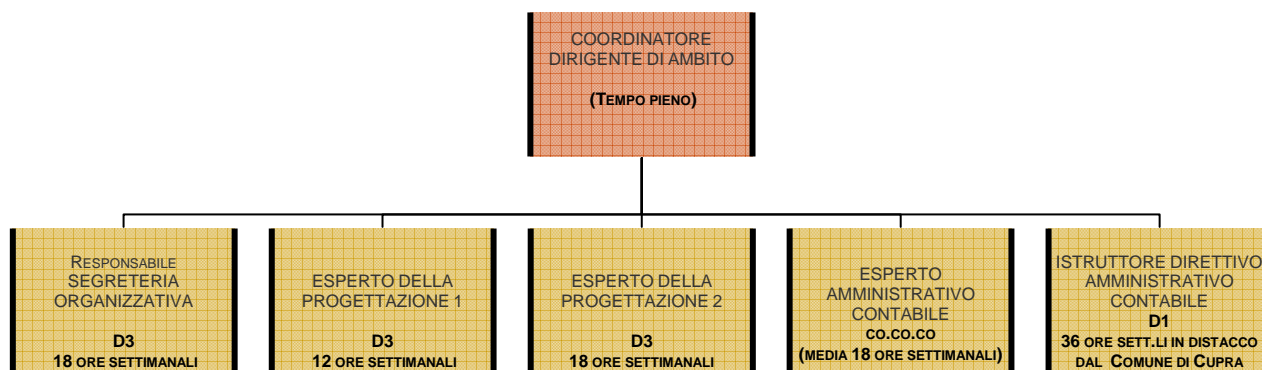 COORDINATORE
DIRIGENTE DI AMBITO
(TEMPO PIENO)
RESPONSABILE
SEGRETERIA
ORGANIZZATIVA
D3
18 ORE SETTIMANALI
ESPERTO DELLA
PROGETTAZIONE 1
D3
12 ORE SETTIMANALI
ESPERTO DELLA
PROGETTAZIONE 2
D3
18 ORE SETTIMANALI
ESPERTO
AMMINISTRATIVO
CONTABILE
CO.CO.CO
(MEDIA 18 ORE SETTIMANALI)
ISTRUTTORE DIRETTIVO
AMMINISTRATIVO
CONTABILE
D1
36 ORE SETT.LI IN DISTACCO
DAL COMUNE DI CUPRA